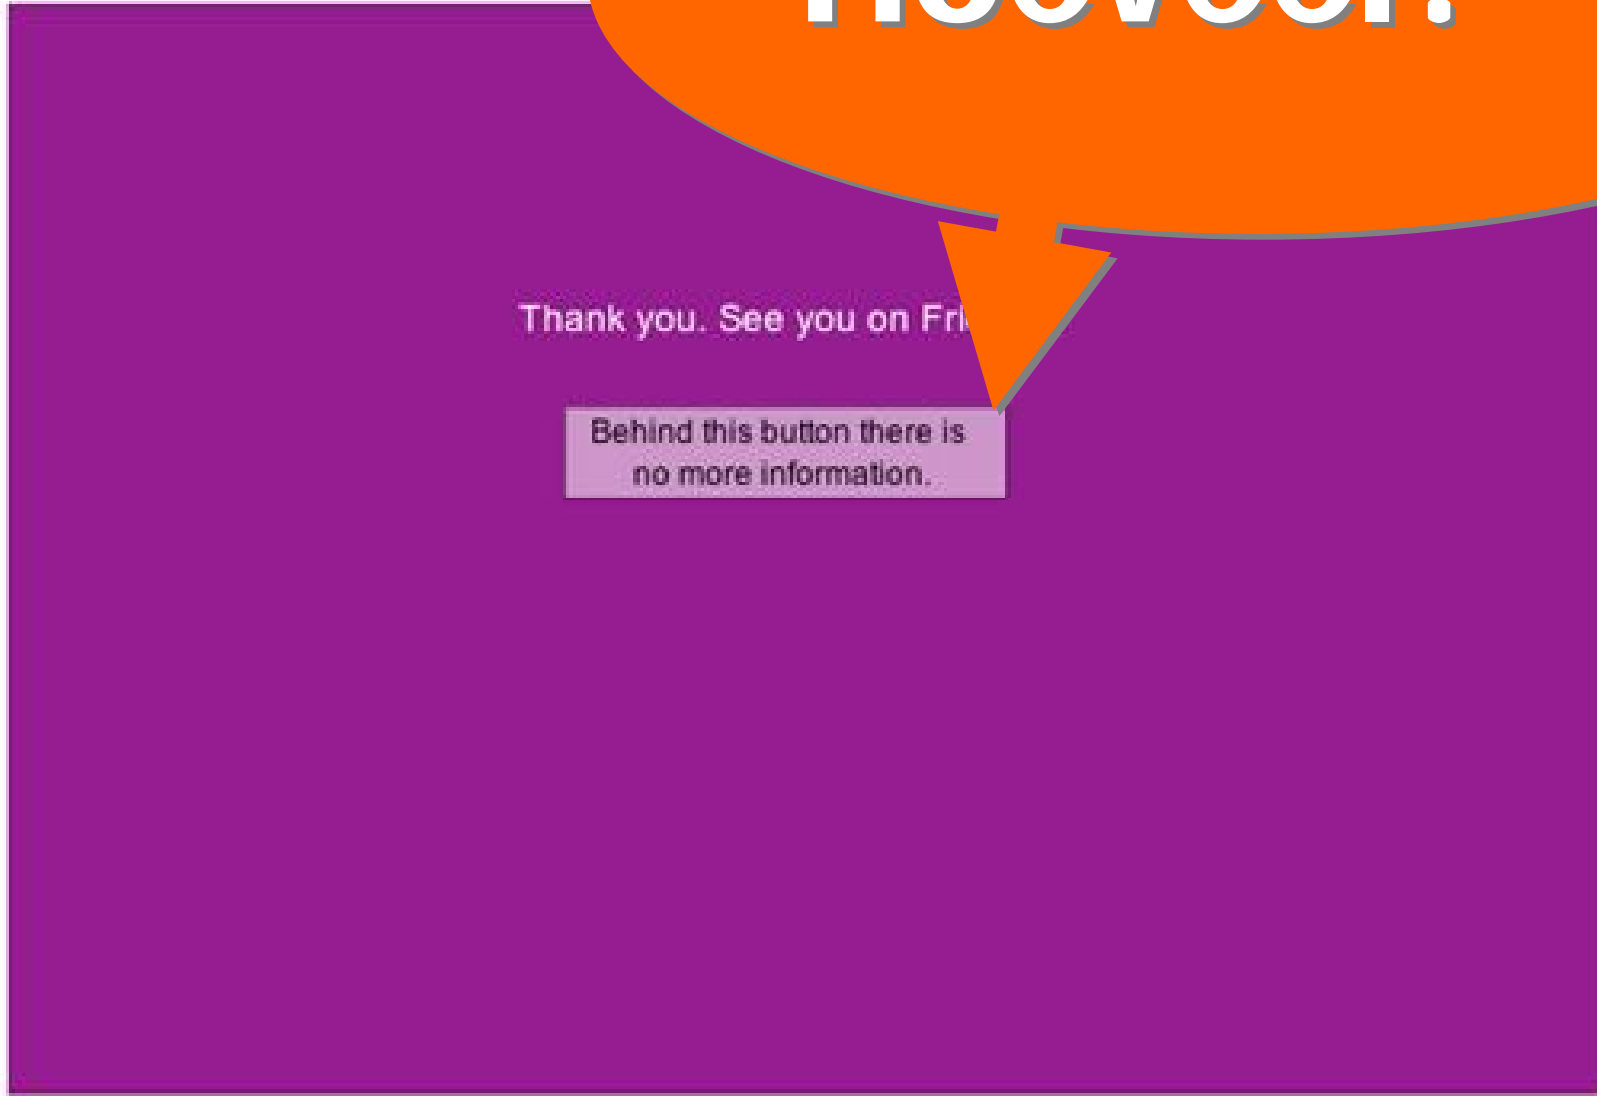 Thank you. See you on Fri
Behind this button there is
no more information.